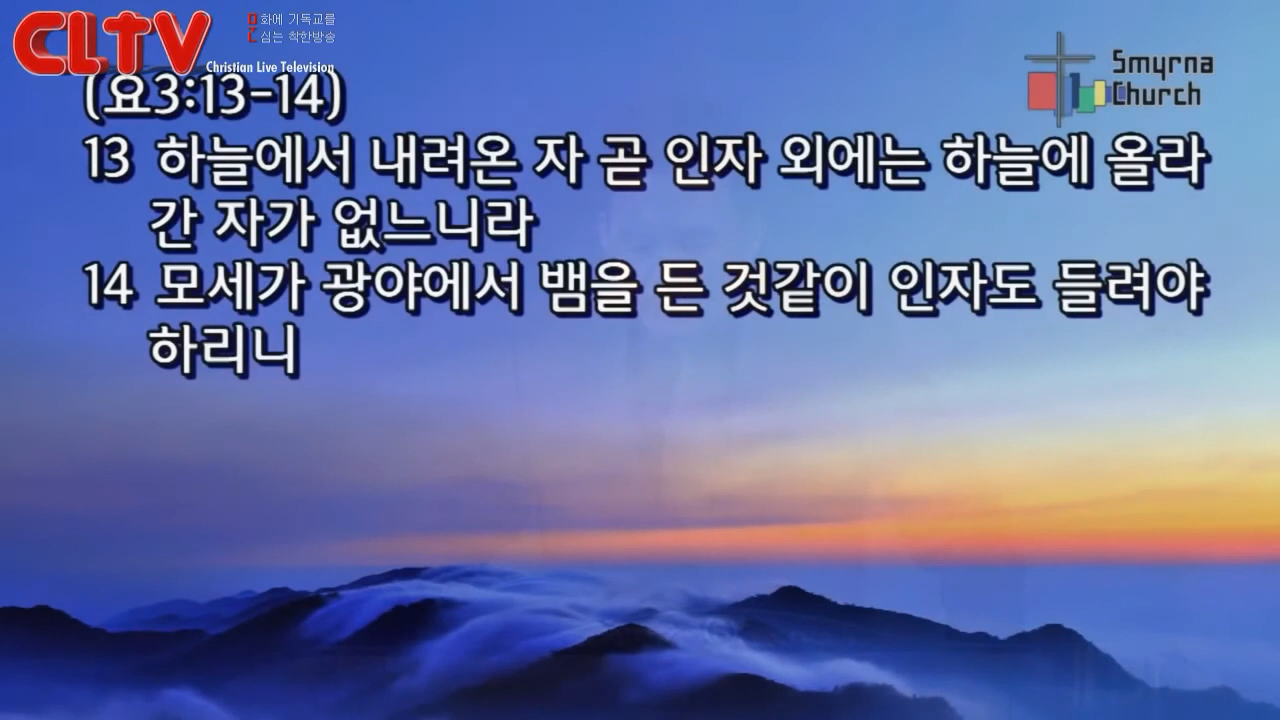 CLTV
문화에 기독교를
심는 착한방송
Christian Live Television
Smyrna
Church
(요3:13-14)
13 하늘에서 내려온 자 곧 인자 외에는 하늘에 올라
간 자가 없느니라
14 모세가 광야에서 뱀을 든 것같이 인자도 들려야
하리니